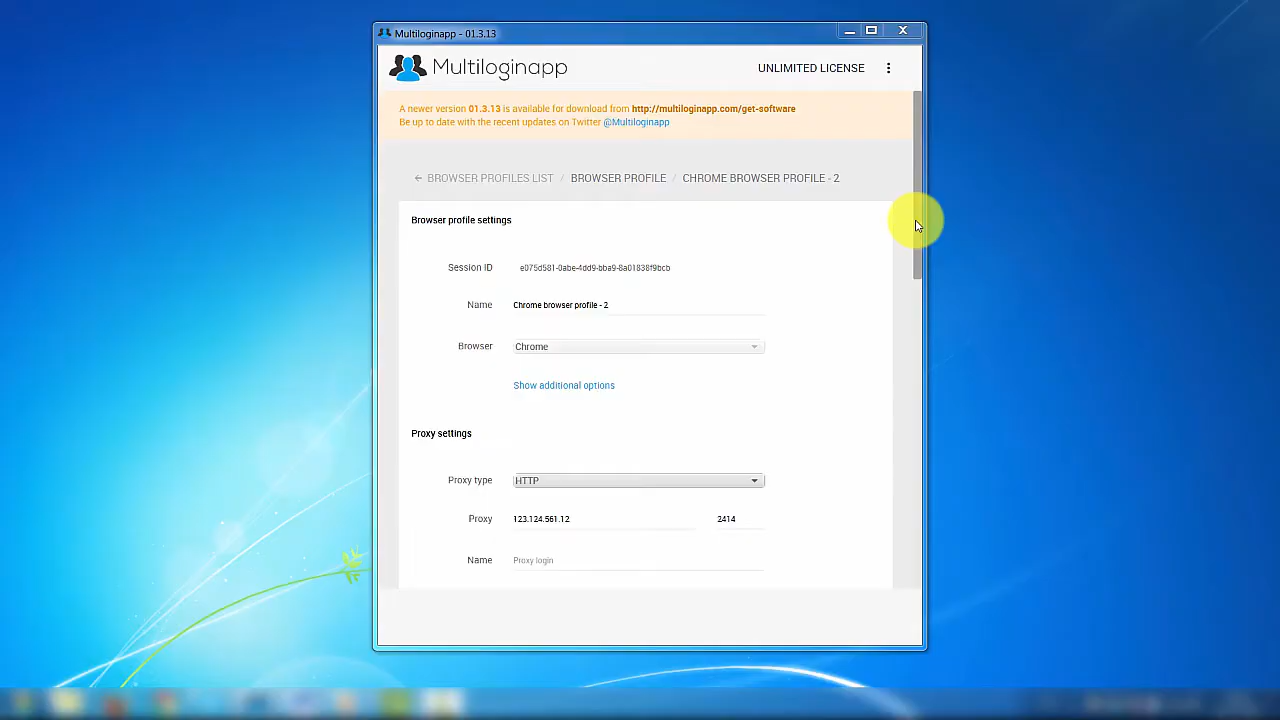 Multiloginapp - 01.3.13
Multiloginapp
UNLIMITED LICENSE
A newer version 01.3.13 is available for download from http://multiloginapp.com/get-software
Be up to date with the recent updates on Twitter @Multiloginapp
← BROWSER PROFILES LIST / BROWSER PROFILE / CHROME BROWSER PROFILE - 2
Browser profile settings
Session ID e075d581-0abe-4dd9-bba9-8a01838f9bcb
Name Chrome browser profile - 2
Browser Chrome
Show additional options
Proxy settings
Proxy type HTTP
Proxy 123.124.561.12 2414
Name Proxy login